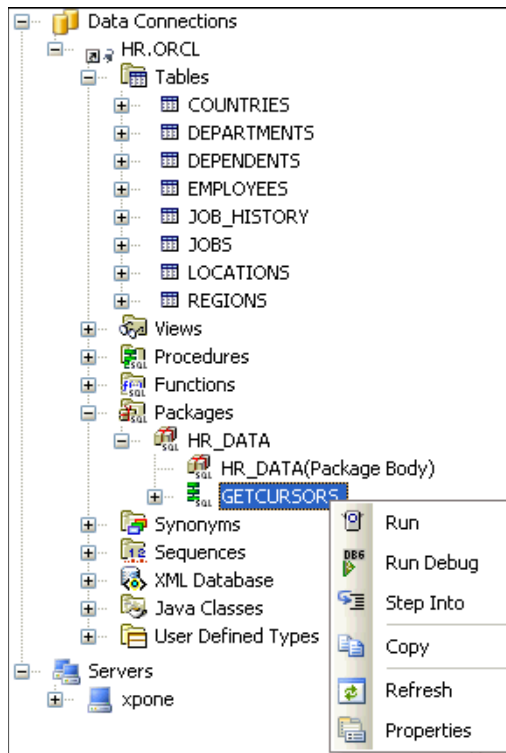 Data Connections
HR.ORCL
Tables
COUNTRIES
DEPARTMENTS
DEPENDENTS
EMPLOYEES
JOB_HISTORY
JOBS
LOCATIONS
REGIONS
Views
Procedures
Functions
Packages
HR_DATA
HR_DATA(Package Body)
GETCURSORS
Synonyms
Sequences
XML Database
Java Classes
User Defined Types
Servers
xpone
Run
Run Debug
Step Into
Copy
Refresh
Properties